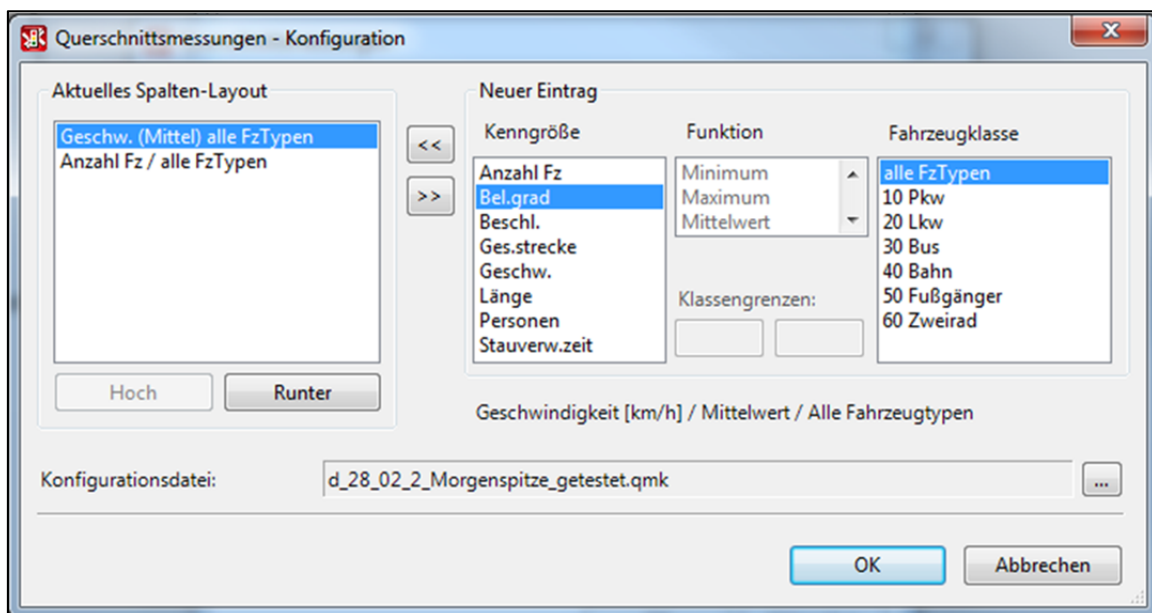 Querschnittsmessungen - Konfiguration
Aktuelles Spalten-Layout
Geschw. (Mittel) alle FzTypen
Anzahl Fz / alle FzTypen
Hoch
Runter
<<
>>
Neuer Eintrag
Kenngröße
Anzahl Fz
Bel.grad
Beschl.
Ges.strecke
Geschw.
Länge
Personen
Stauverw.zeit
Funktion
Minimum
Maximum
Mittelwert
Klassengrenzen:
Fahrzeugklasse
alle FzTypen
10 Pkw
20 Lkw
30 Bus
40 Bahn
50 Fußgänger
60 Zweirad
Geschwindigkeit [km/h] / Mittelwert / Alle Fahrzeugtypen
Konfigurationsdatei:
d_28_02_2_Morgenspitze_getestet.qmk
...
OK
Abbrechen